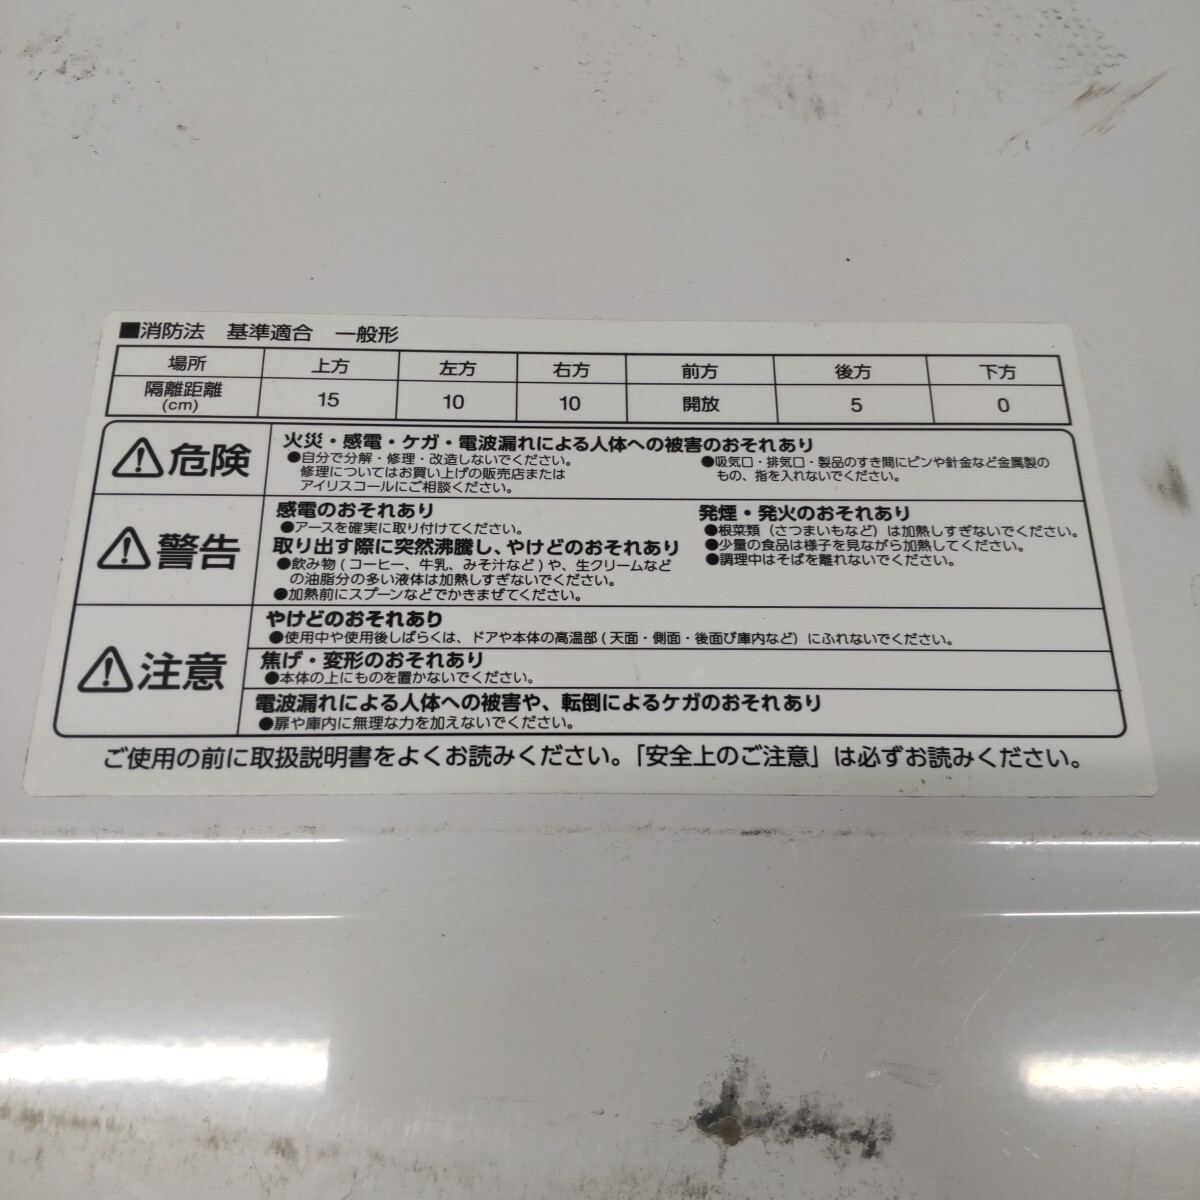 ■消防法 基準適合 一般形
場所 上方 左方 右方 前方 後方 下方
隔離距離 (cm) 15 10 10 開放 5 0
⚠危険
火災・感電・ケガ・電波漏れによる人体への被害のおそれあり
●自分で分解・修理・改造しないでください。
修理についてはお買い上げの販売店または
アイリスコールにご相談ください。
●吸気口・排気口・製品のすき間にピンや針金など金属製の
もの、指を入れないでください。
⚠警告
感電のおそれあり
●アースを確実に取り付けてください。
取り出す際に突然沸騰し、やけどのおそれあり
●飲み物(コーヒー、牛乳、みそ汁など)や、生クリームなど
の油脂分の多い液体は加熱しすぎないでください。
●加熱前にスプーンなどでかきまぜてください。
発煙・発火のおそれあり
●根菜類(さつまいもなど)は加熱しすぎないでください。
●少量の食品は様子を見ながら加熱してください。
●調理中はそばを離れないでください。
⚠注意
やけどのおそれあり
●使用中や使用後しばらくは、ドアや本体の高温部(天面・側面・後面び庫内など)にふれないでください。
焦げ・変形のおそれあり
●本体の上にものを置かないでください。
電波漏れによる人体への被害や、転倒によるケガのおそれあり
●扉や庫内に無理な力を加えないでください。
ご使用の前に取扱説明書をよくお読みください。「安全上のご注意」は必ずお読みください。